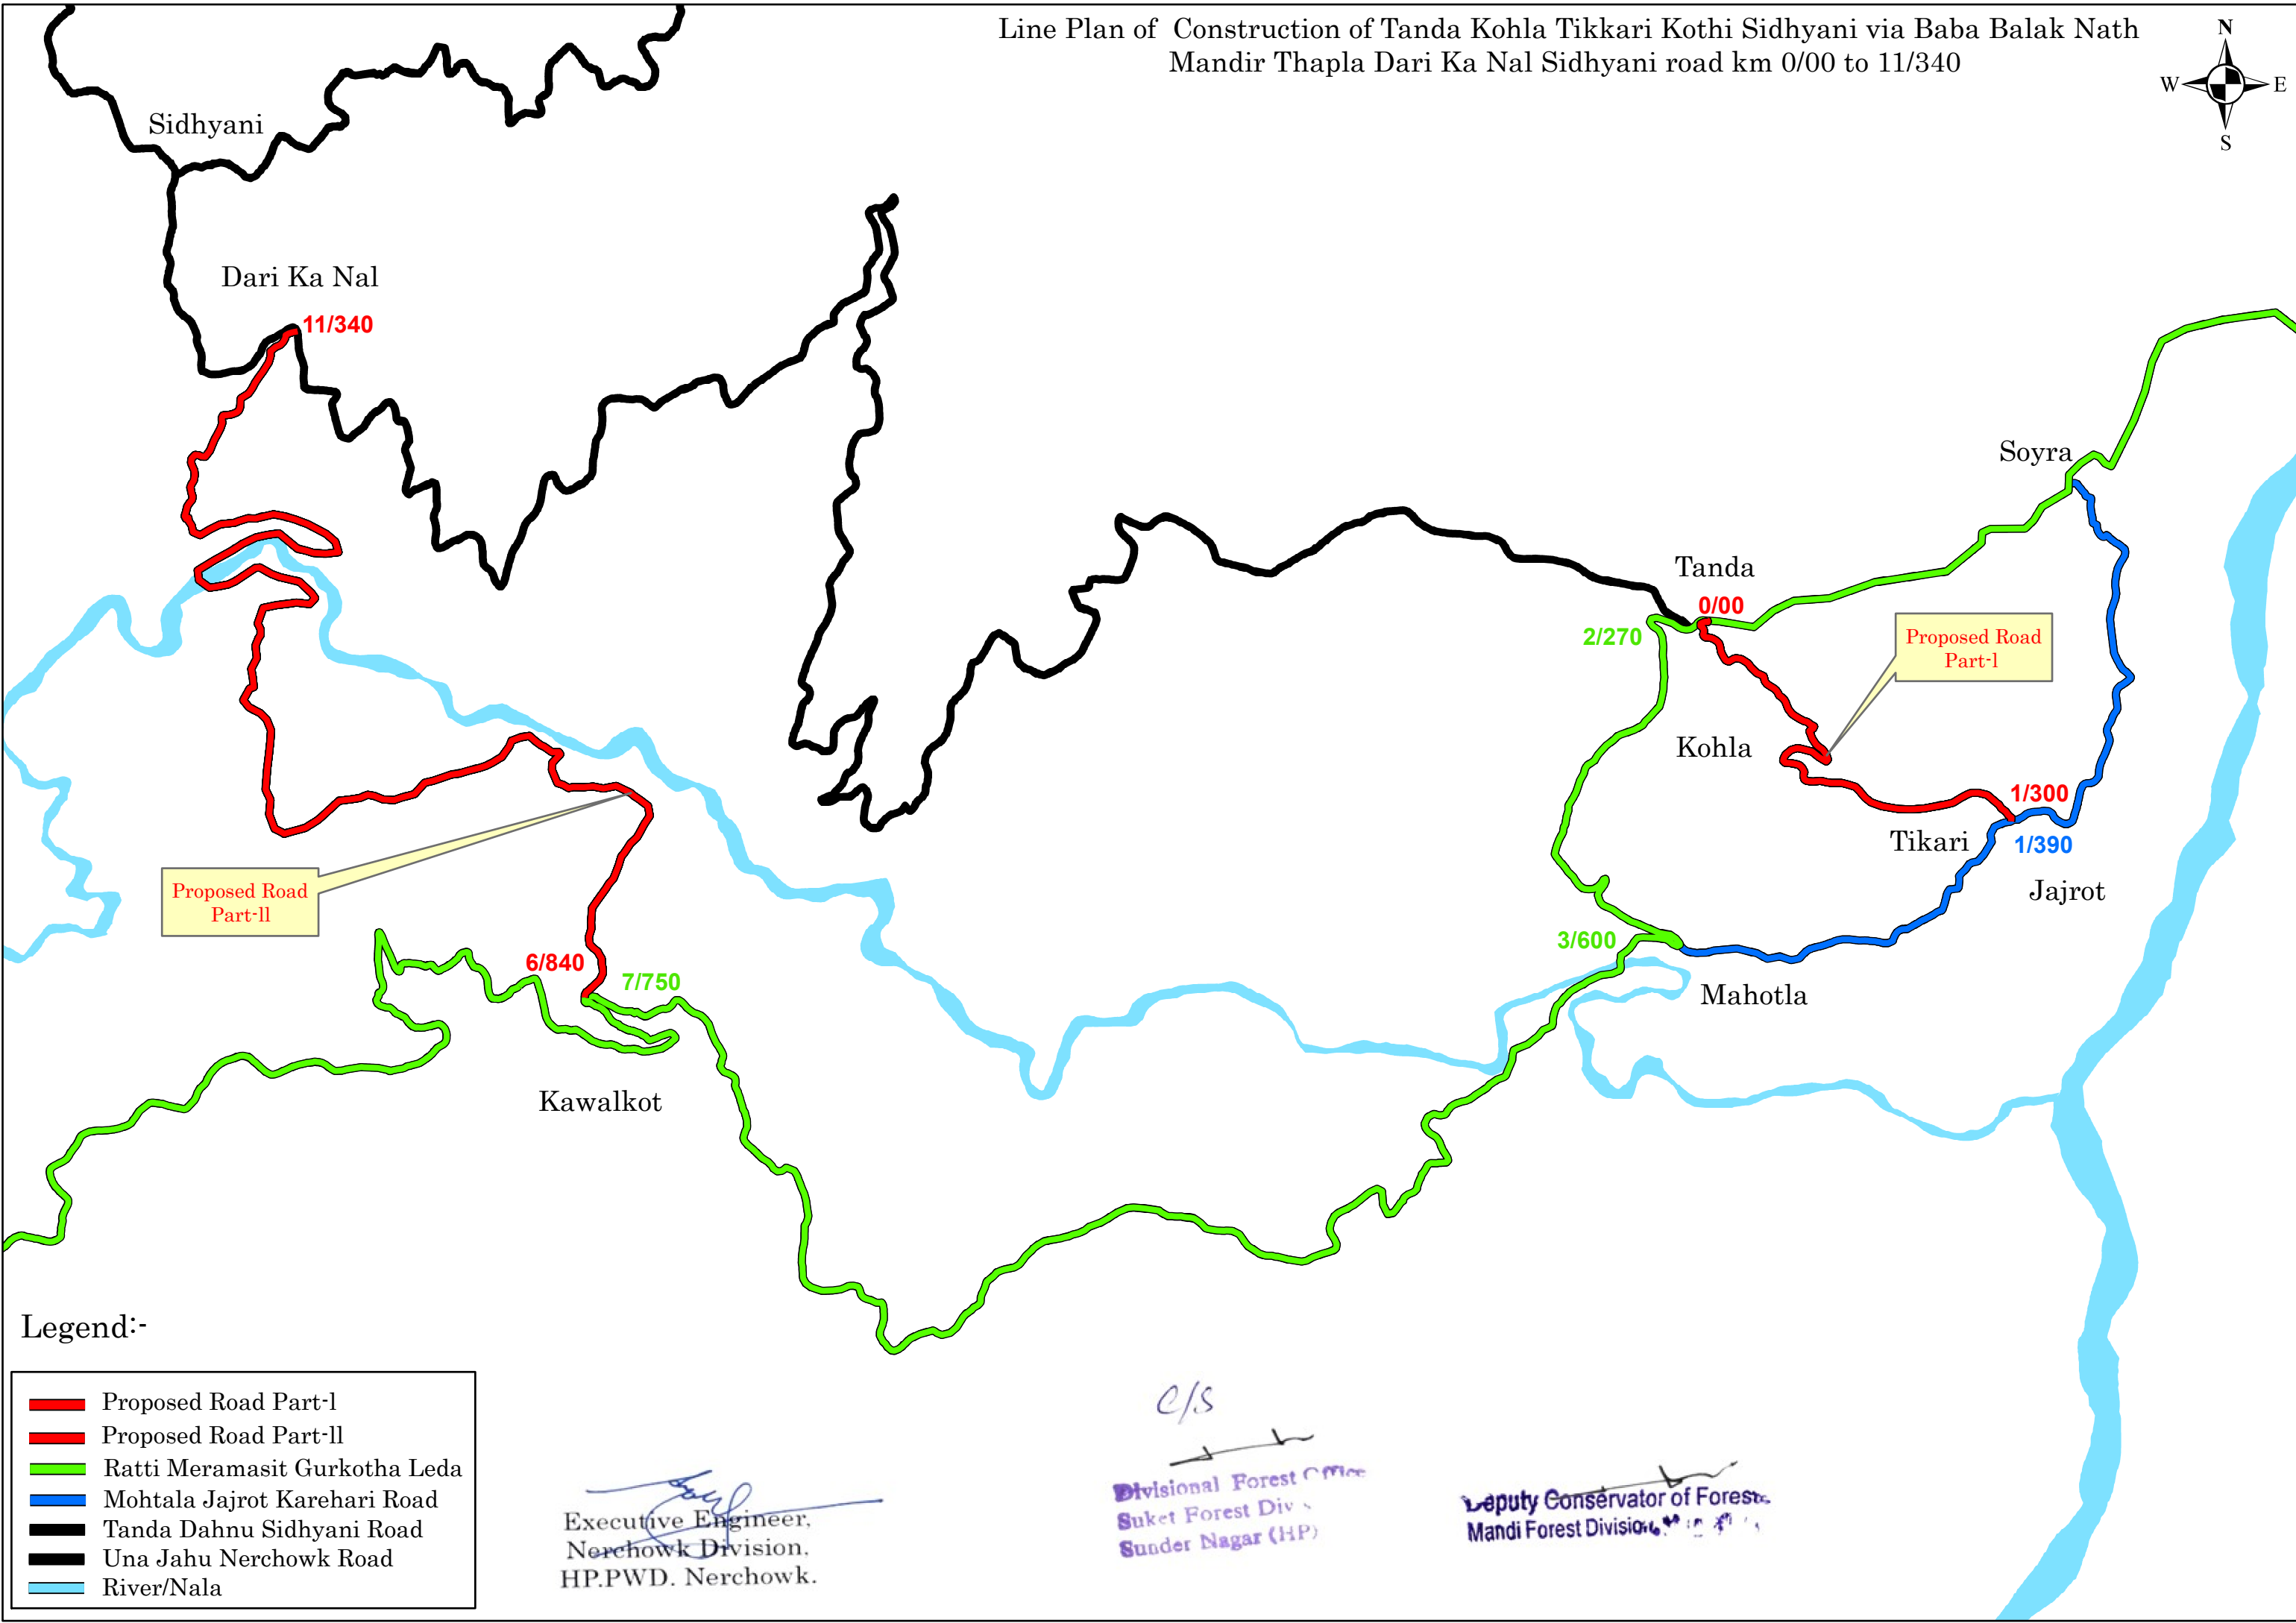 Line Plan of Construction of Tanda Kohla Tikkari Kothi Sidhyani via Baba Balak Nath
Mandir Thapla Dari Ka Nal Sidhyani road km 0/00 to 11/340
N
W E
S
Sidhyani
Dari Ka Nal
11/340
Soyra
Tanda
0/00
2/270
Proposed Road
Part-l
Kohla
1/300
Tikari
1/390
Jajrot
Proposed Road
Part-ll
3/600
6/840
7/750
Mahotla
Kawalkot
Legend:-
Proposed Road Part-l
Proposed Road Part-ll
Ratti Meramasit Gurkotha Leda
Mohtala Jajrot Karehari Road
Tanda Dahnu Sidhyani Road
Una Jahu Nerchowk Road
River/Nala
Executive Engineer,
Nerchowk Division,
HP.PWD. Nerchowk.
C/S
Divisional Forest Office
Suket Forest Div
Sunder Nagar (HP)
Deputy Conservator of Forests
Mandi Forest Division